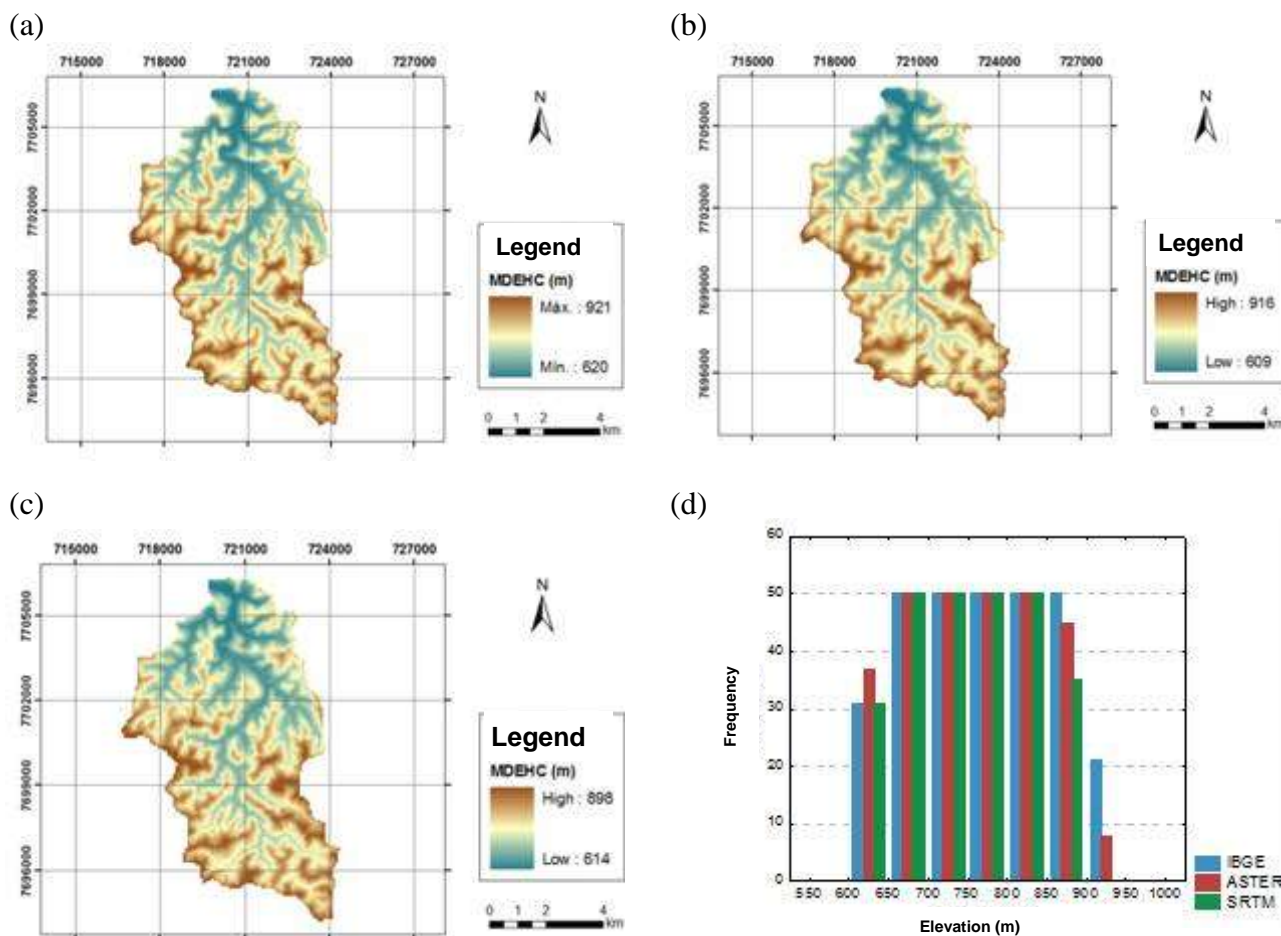 (a)
715000 718000 721000 724000 727000
7705000
7702000
7699000
7696000
N
Legend
MDEHC (m)
Máx. : 921
Mín. : 620
0 1 2 4
km
(b)
715000 718000 721000 724000 727000
7705000
7702000
7699000
7696000
N
Legend
MDEHC (m)
High : 916
Low : 609
0 1 2 4
km
(c)
715000 718000 721000 724000 727000
7705000
7702000
7699000
7696000
N
Legend
MDEHC (m)
High : 898
Low : 614
0 1 2 4
km
(d)
60
50
40
30
20
10
0
Frequency
550 600 650 700 750 800 850 900 950 1000
Elevation (m)
IBGE
ASTER
SRTM